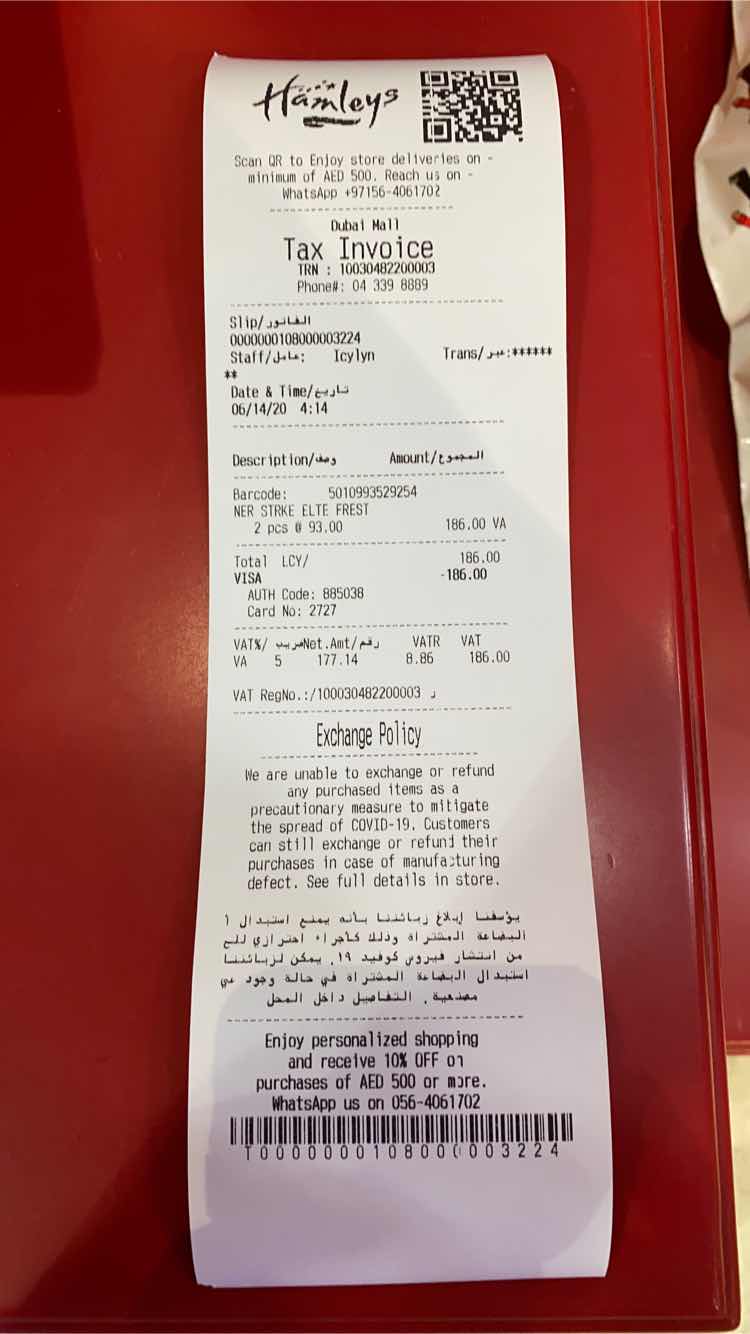 Hamleys
Scan QR to Enjoy store deliveries on -
minimum of AED 500. Reach us on -
WhatsApp +97156-4061702
Dubai Mall
Tax Invoice
TRN : 10030482200003
Phone#: 04 339 8889
Slip/الفاتور
0000000108000003224
Staff/عامل: Icylyn Trans/عبر:******
**
Date & Time/تاريخ
06/14/20 4:14
Description/وصف Amount/المجموع
Barcode: 5010993529254
NER STRKE ELTE FREST
2 pcs @ 93.00 186.00 VA
Total LCY/ 186.00
VISA -186.00
AUTH Code: 885038
Card No: 2727
VAT%/ضريب Net.Amt/رقم VATR VAT
VA 5 177.14 8.86 186.00
VAT RegNo.:/100030482200003 ر
Exchange Policy
We are unable to exchange or refund
any purchased items as a
precautionary measure to mitigate
the spread of COVID-19. Customers
can still exchange or refund their
purchases in case of manufacturing
defect. See full details in store.
يؤسفنا إبلاغ زبائننا بأنه يمنع استبدال ا
البضاعة المشتراة وذلك كأجراء احترازي للح
من انتشار فيروس كوفيد ١٩. يمكن لزبائننا
استبدال البضاعة المشتراة في حالة وجود عي
مصنعية. التفاصيل داخل المحل
Enjoy personalized shopping
and receive 10% OFF on
purchases of AED 500 or more.
WhatsApp us on 056-4061702
T0000000108000003224